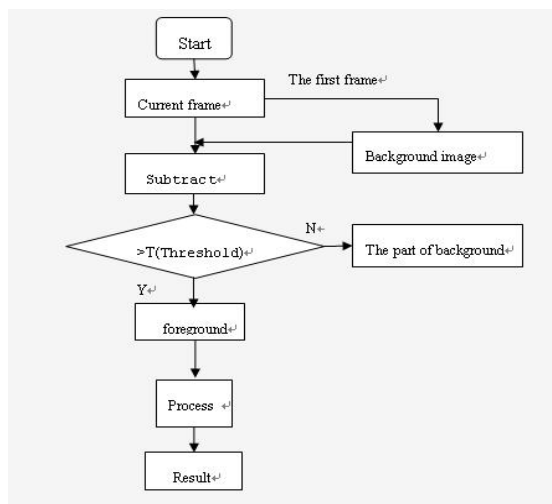 Start
The first frame
Current frame
Background image
Subtract
N
>T(Threshold)
The part of background
Y
foreground
Process
Result